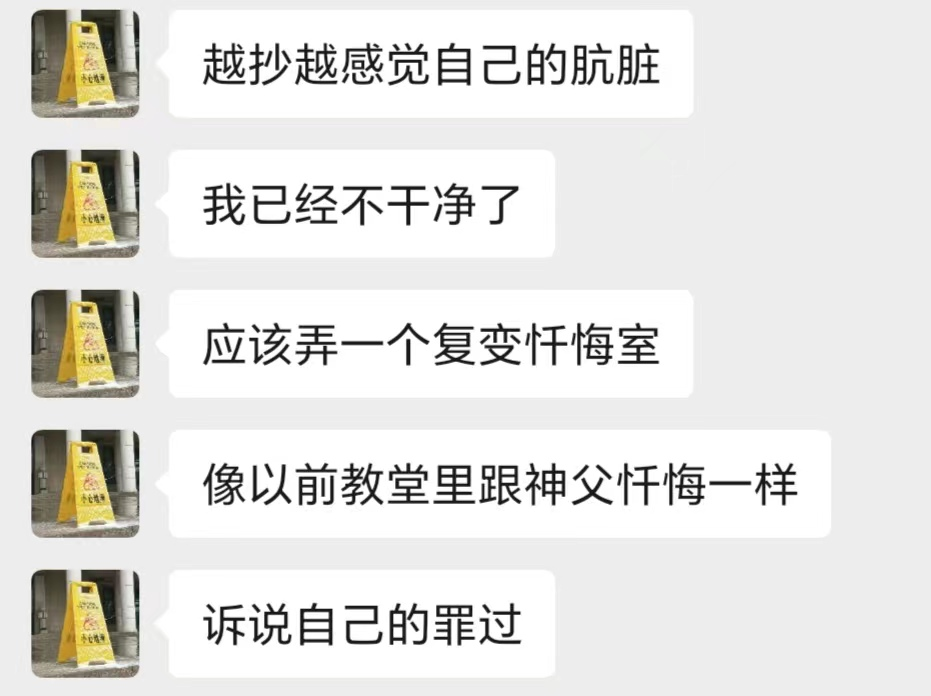 越抄越感觉自己的肮脏
我已经不干净了
应该弄一个复变忏悔室
像以前教堂里跟神父忏悔一样
诉说自己的罪过